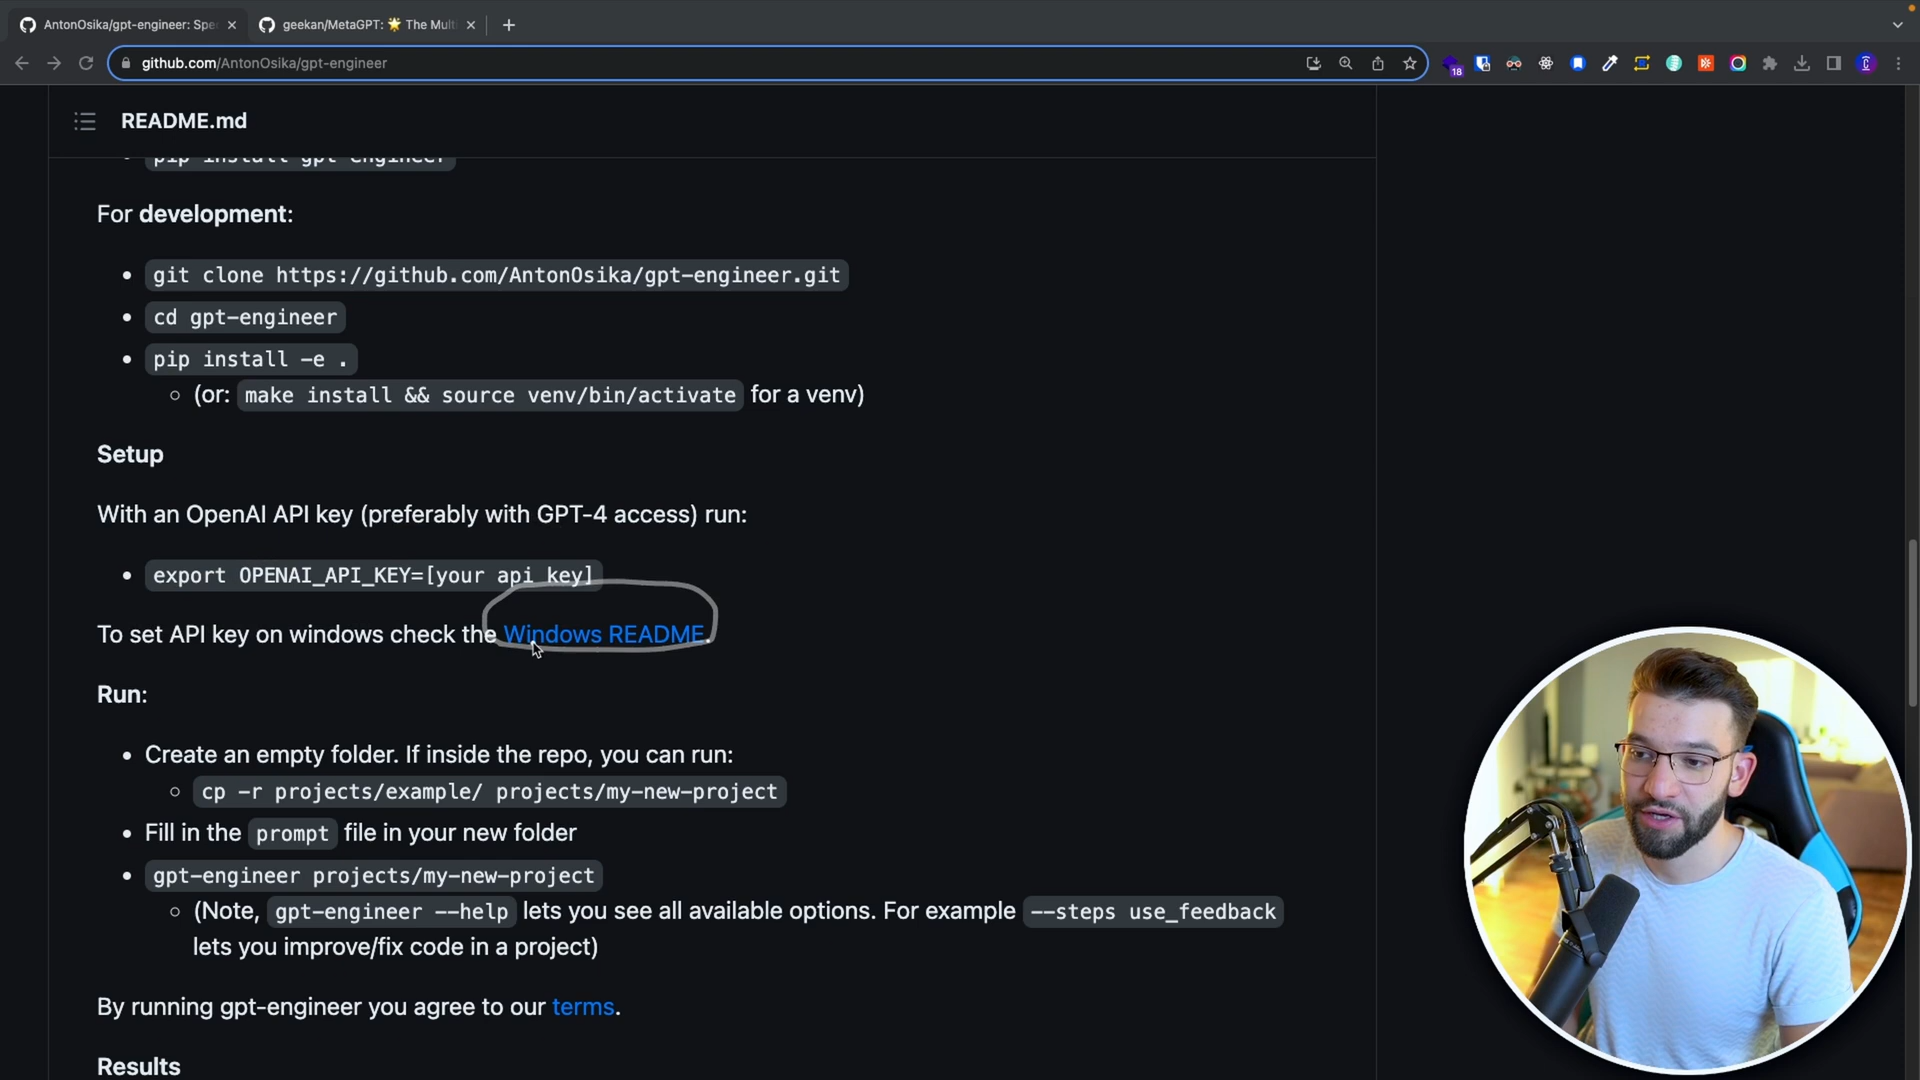 AntonOsika/gpt-engineer: Spe
geekan/MetaGPT: 🌟 The Mult
github.com/AntonOsika/gpt-engineer
18
README.md
pip install gpt-engineer
For development:
git clone https://github.com/AntonOsika/gpt-engineer.git
cd gpt-engineer
pip install -e .
(or: make install && source venv/bin/activate for a venv)
Setup
With an OpenAI API key (preferably with GPT-4 access) run:
export OPENAI_API_KEY=[your api key]
To set API key on windows check the Windows README.
Run:
Create an empty folder. If inside the repo, you can run:
cp -r projects/example/ projects/my-new-project
Fill in the prompt file in your new folder
gpt-engineer projects/my-new-project
(Note, gpt-engineer --help lets you see all available options. For example --steps use_feedback
lets you improve/fix code in a project)
By running gpt-engineer you agree to our terms.
Results